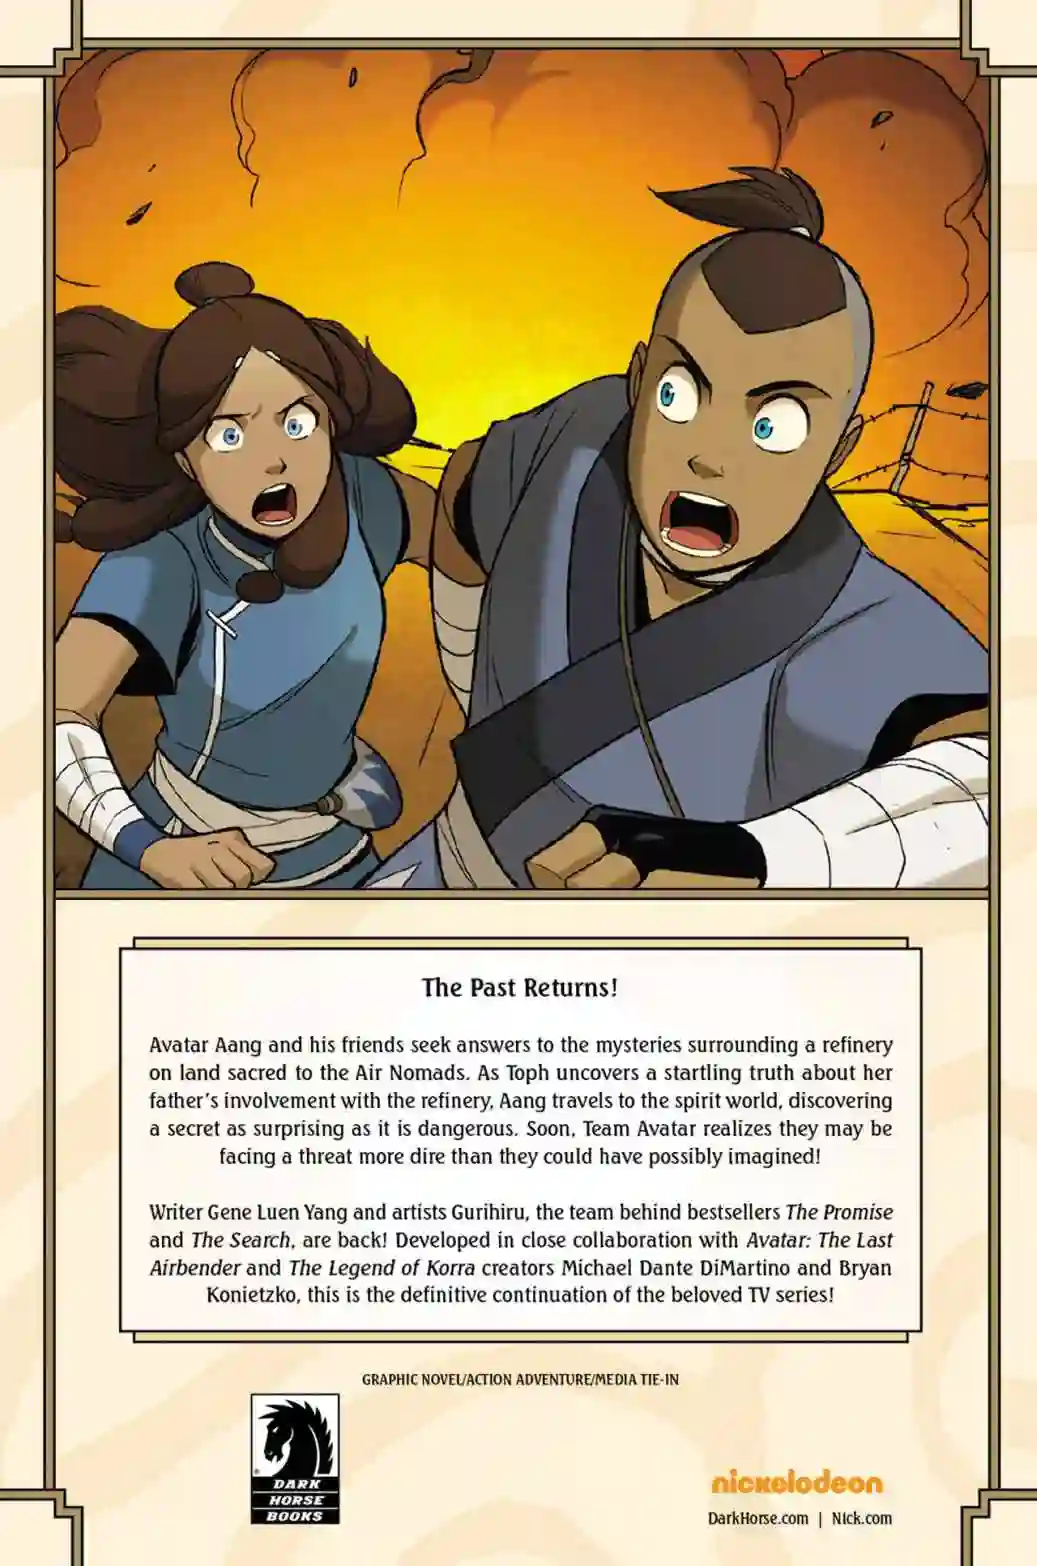 The Past Returns!
Avatar Aang and his friends seek answers to the mysteries surrounding a refinery
on land sacred to the Air Nomads. As Toph uncovers a startling truth about her
father's involvement with the refinery, Aang travels to the spirit world, discovering
a secret as surprising as it is dangerous. Soon, Team Avatar realizes they may be
facing a threat more dire than they could have possibly imagined!
Writer Gene Luen Yang and artists Gurihiru, the team behind bestsellers The Promise
and The Search, are back! Developed in close collaboration with Avatar: The Last
Airbender and The Legend of Korra creators Michael Dante DiMartino and Bryan
Konietzko, this is the definitive continuation of the beloved TV series!
GRAPHIC NOVEL/ACTION ADVENTURE/MEDIA TIE-IN
DARK
HORSE
BOOKS
nickelodeon
DarkHorse.com | Nick.com